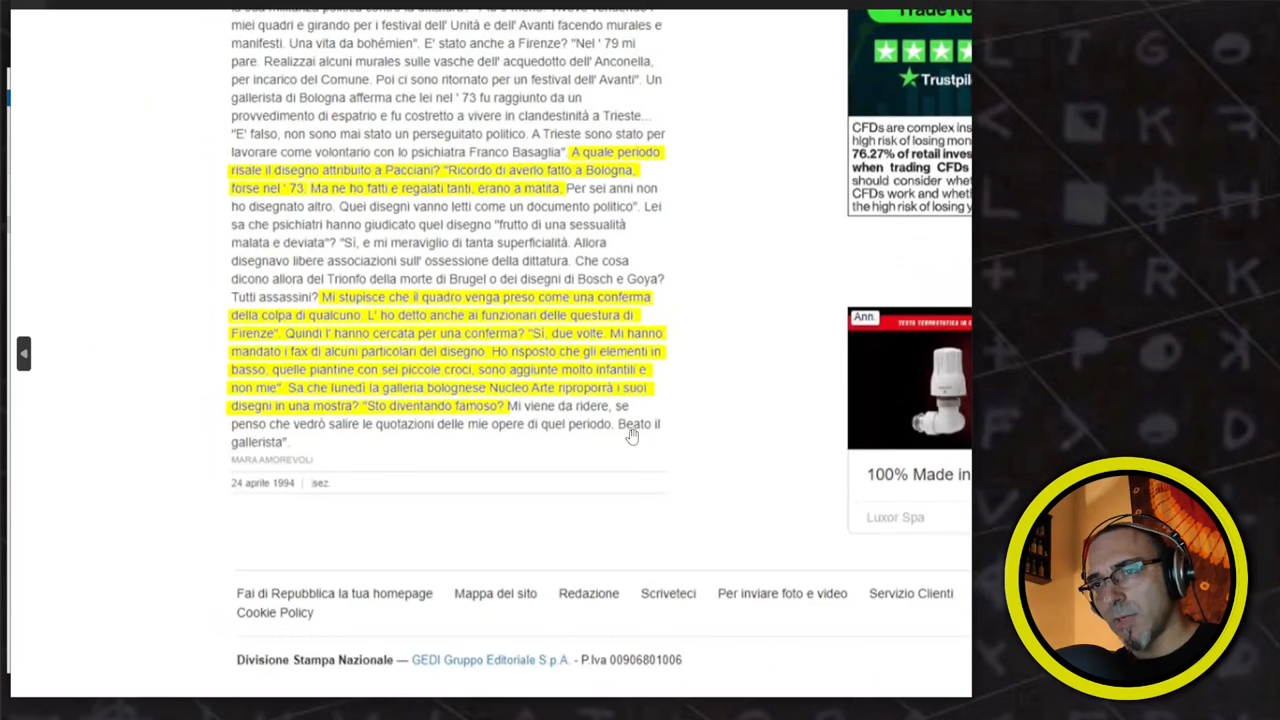 miei quadri e girando per i festival dell' Unità e dell' Avanti facendo murales e
manifesti. Una vita da bohémien". E' stato anche a Firenze? "Nel ' 79 mi
pare. Realizzai alcuni murales sulle vasche dell' acquedotto dell' Anconella,
per incarico del Comune. Poi ci sono ritornato per un festival dell' Avanti". Un
gallerista di Bologna afferma che lei nel ' 73 fu raggiunto da un
provvedimento di espatrio e fu costretto a vivere in clandestinità a Trieste...
"E' falso, non sono mai stato un perseguitato politico. A Trieste sono stato per
lavorare come volontario con lo psichiatra Franco Basaglia". A quale periodo
risale il disegno attribuito a Pacciani? "Ricordo di averlo fatto a Bologna,
forse nel ' 73. Ma ne ho fatti e regalati tanti, erano a matita. Per sei anni non
ho disegnato altro. Quei disegni vanno letti come un documento politico". Lei
sa che psichiatri hanno giudicato quel disegno "frutto di una sessualità
malata e deviata"? "Sì, e mi meraviglio di tanta superficialità. Allora
disegnavo libere associazioni sull' ossessione della dittatura. Che cosa
dicono allora del Trionfo della morte di Brugel o dei disegni di Bosch e Goya?
Tutti assassini? Mi stupisce che il quadro venga preso come una conferma
della colpa di qualcuno. L' ho detto anche ai funzionari delle questura di
Firenze". Quindi l' hanno cercata per una conferma? "Sì, due volte. Mi hanno
mandato i fax di alcuni particolari del disegno. Ho risposto che gli elementi in
basso, quelle piantine con sei piccole croci, sono aggiunte molto infantili e
non mie". Sa che lunedì la galleria bolognese Nucleo Arte riproporrà i suoi
disegni in una mostra? "Sto diventando famoso? Mi viene da ridere, se
penso che vedrò salire le quotazioni delle mie opere di quel periodo. Beato il
gallerista".
MARA AMOREVOLI
24 aprile 1994 | sez.
Fai di Repubblica la tua homepage Mappa del sito Redazione Scriveteci Per inviare foto e video Servizio Clienti
Cookie Policy
Divisione Stampa Nazionale — GEDI Gruppo Editoriale S.p.A. - P.Iva 00906801006
Trade
Trustpil
CFDs are complex ins
high risk of losing mon
76.27% of retail inves
when trading CFDs
should consider whet
CFDs work and wheth
the high risk of losing y
Ann.
TESTA TERMOSTATICA IN
100% Made in
Luxor Spa